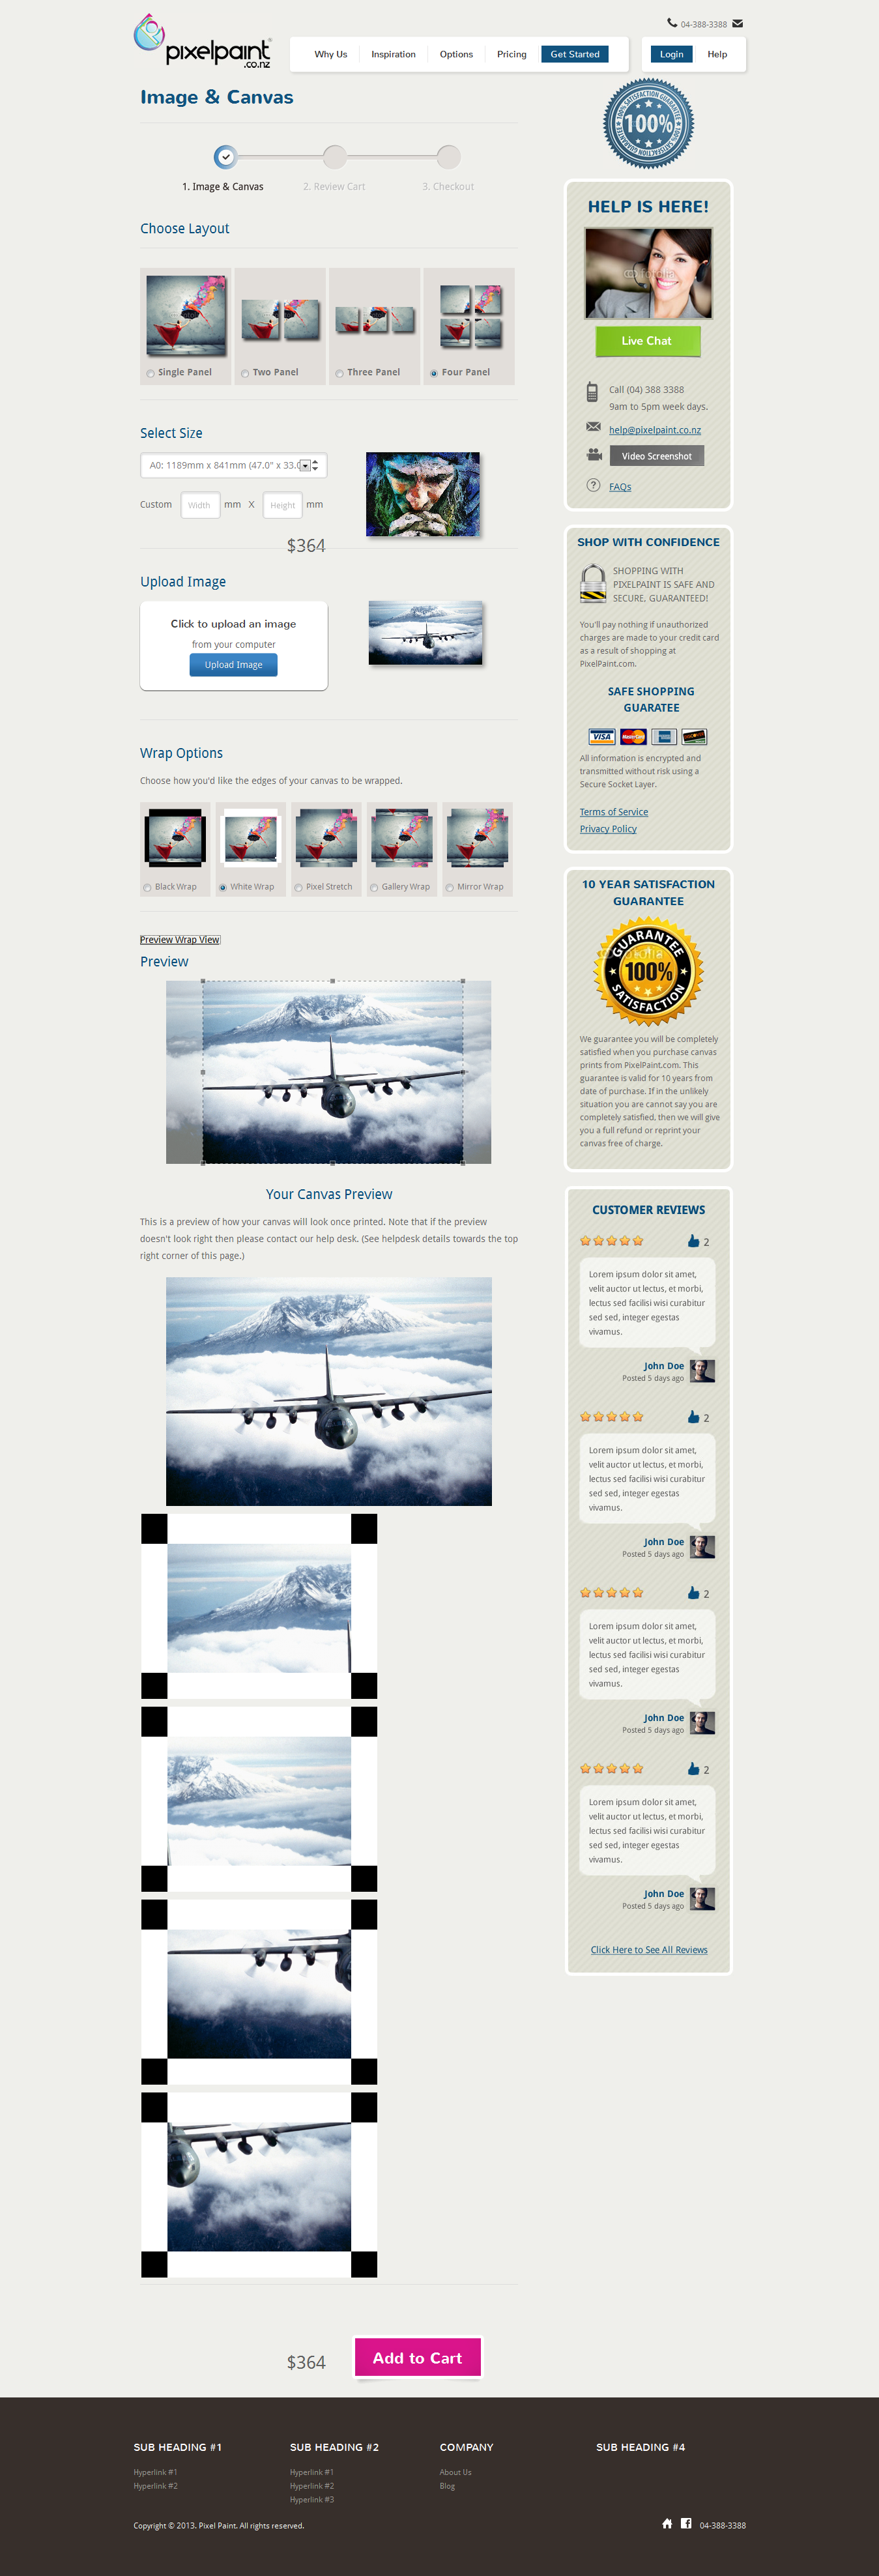 04-388-3388
pixelpaint
.co.nz
Why Us
Inspiration
Options
Pricing
Get Started
Login
Help
Image & Canvas
1. Image & Canvas
2. Review Cart
3. Checkout
Choose Layout
Single Panel
Two Panel
Three Panel
Four Panel
Select Size
A0: 1189mm x 841mm (47.0" x 33.0
Custom
Width
mm
X
Height
mm
$364
Upload Image
Click to upload an image
from your computer
Upload Image
Wrap Options
Choose how you'd like the edges of your canvas to be wrapped.
Black Wrap
White Wrap
Pixel Stretch
Gallery Wrap
Mirror Wrap
Preview Wrap View
Preview
Your Canvas Preview
This is a preview of how your canvas will look once printed. Note that if the preview
doesn't look right then please contact our help desk. (See helpdesk details towards the top
right corner of this page.)
$364
Add to Cart
100% SATISFACTION GUARANTEE
100%
HELP IS HERE!
Live Chat
Call (04) 388 3388
9am to 5pm week days.
help@pixelpaint.co.nz
Video Screenshot
FAQs
SHOP WITH CONFIDENCE
SHOPPING WITH
PIXELPAINT IS SAFE AND
SECURE, GUARANTEED!
You'll pay nothing if unauthorized
charges are made to your credit card
as a result of shopping at
PixelPaint.com.
SAFE SHOPPING
GUARATEE
VISA
MasterCard
All information is encrypted and
transmitted without risk using a
Secure Socket Layer.
Terms of Service
Privacy Policy
10 YEAR SATISFACTION
GUARANTEE
GUARANTEE
100%
SATISFACTION
We guarantee you will be completely
satisfied when you purchase canvas
prints from PixelPaint.com. This
guarantee is valid for 10 years from
date of purchase. If in the unlikely
situation you are cannot say you are
completely satisfied, then we will give
you a full refund or reprint your
canvas free of charge.
CUSTOMER REVIEWS
2
Lorem ipsum dolor sit amet,
velit auctor ut lectus, et morbi,
lectus sed facilisi wisi curabitur
sed sed, integer egestas
vivamus.
John Doe
Posted 5 days ago
2
Lorem ipsum dolor sit amet,
velit auctor ut lectus, et morbi,
lectus sed facilisi wisi curabitur
sed sed, integer egestas
vivamus.
John Doe
Posted 5 days ago
2
Lorem ipsum dolor sit amet,
velit auctor ut lectus, et morbi,
lectus sed facilisi wisi curabitur
sed sed, integer egestas
vivamus.
John Doe
Posted 5 days ago
2
Lorem ipsum dolor sit amet,
velit auctor ut lectus, et morbi,
lectus sed facilisi wisi curabitur
sed sed, integer egestas
vivamus.
John Doe
Posted 5 days ago
Click Here to See All Reviews
SUB HEADING #1
Hyperlink #1
Hyperlink #2
SUB HEADING #2
Hyperlink #1
Hyperlink #2
Hyperlink #3
COMPANY
About Us
Blog
SUB HEADING #4
Copyright © 2013. Pixel Paint. All rights reserved.
04-388-3388